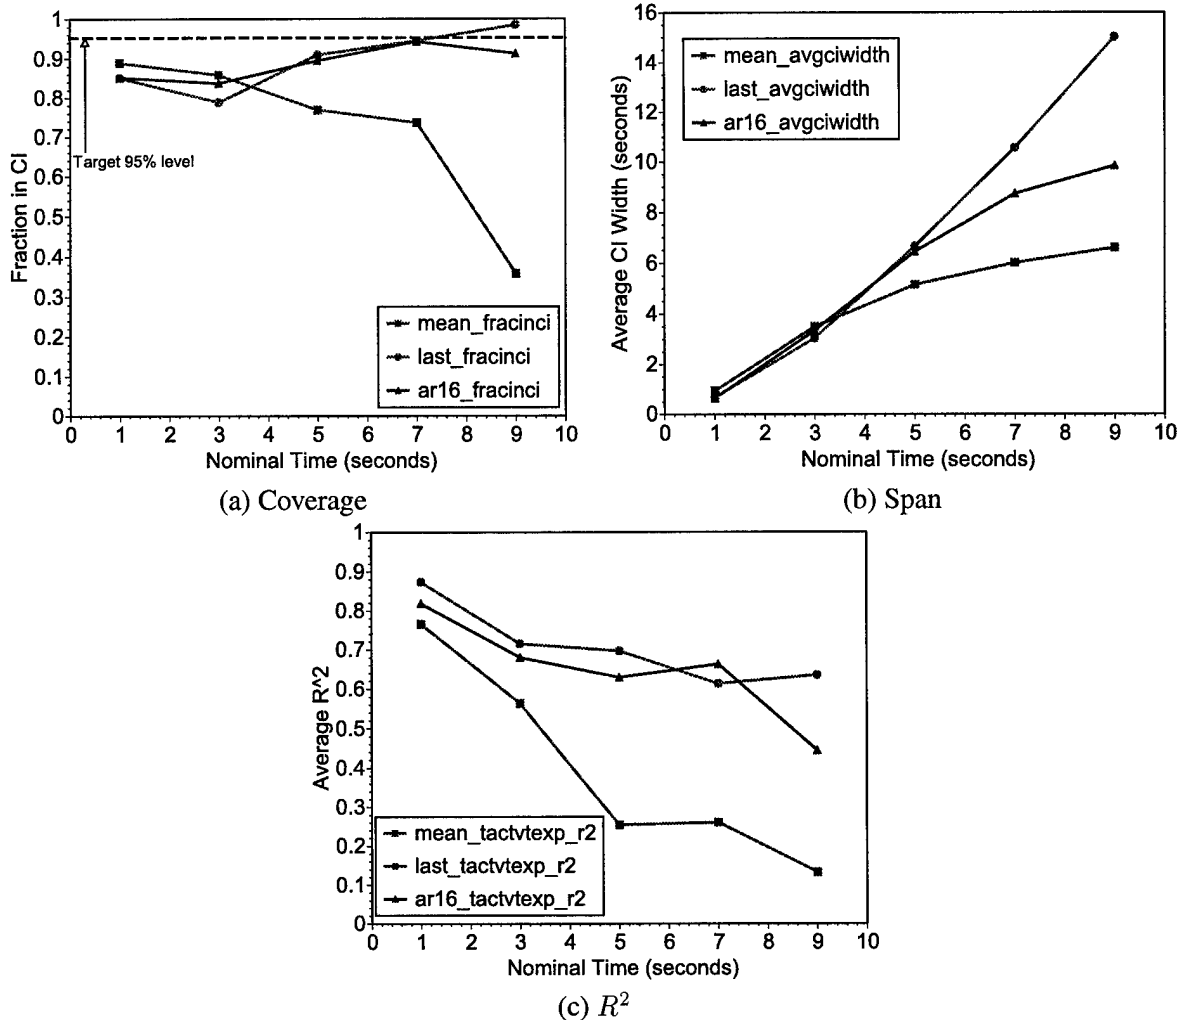 1
0.9
0.8
0.7
0.6
0.5
0.4
0.3
0.2
0.1
0
Fraction in CI
Target 95% level
mean_fracinci
last_fracinci
ar16_fracinci
0 1 2 3 4 5 6 7 8 9 10
Nominal Time (seconds)
(a) Coverage
16
14
12
10
8
6
4
2
0
Average CI Width (seconds)
mean_avgciwidth
last_avgciwidth
ar16_avgciwidth
0 1 2 3 4 5 6 7 8 9 10
Nominal Time (seconds)
(b) Span
1
0.9
0.8
0.7
0.6
0.5
0.4
0.3
0.2
0.1
0
Average R^2
mean_tactvtexp_r2
last_tactvtexp_r2
ar16_tactvtexp_r2
0 1 2 3 4 5 6 7 8 9 10
Nominal Time (seconds)
(c) R²